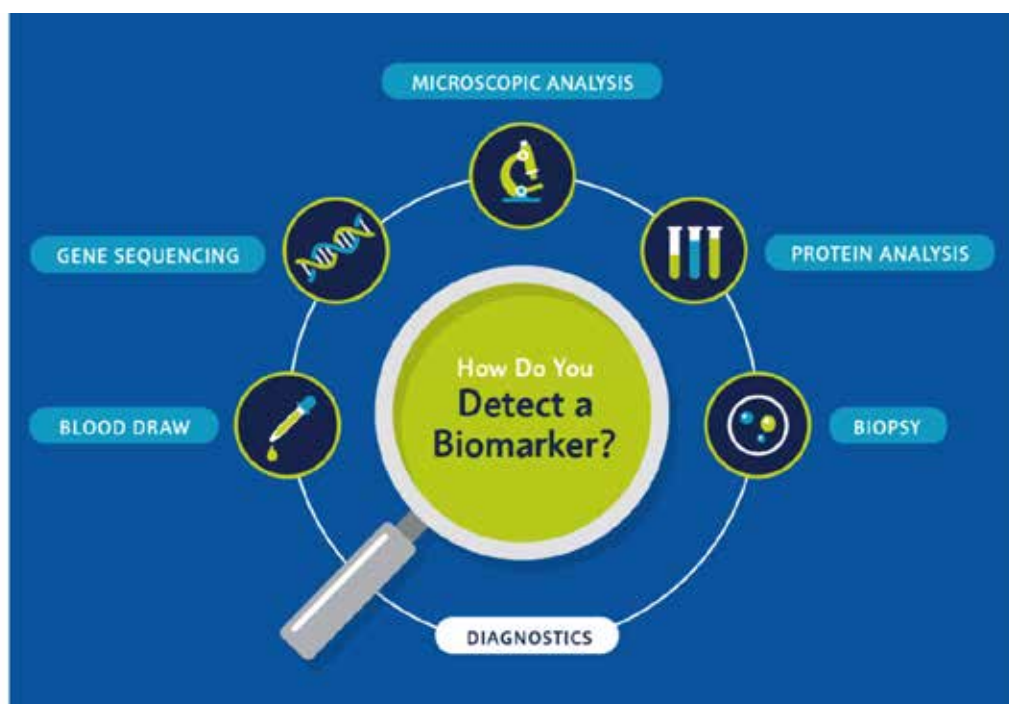 MICROSCOPIC ANALYSIS
GENE SEQUENCING
PROTEIN ANALYSIS
How Do You
Detect a
Biomarker?
BLOOD DRAW
BIOPSY
DIAGNOSTICS